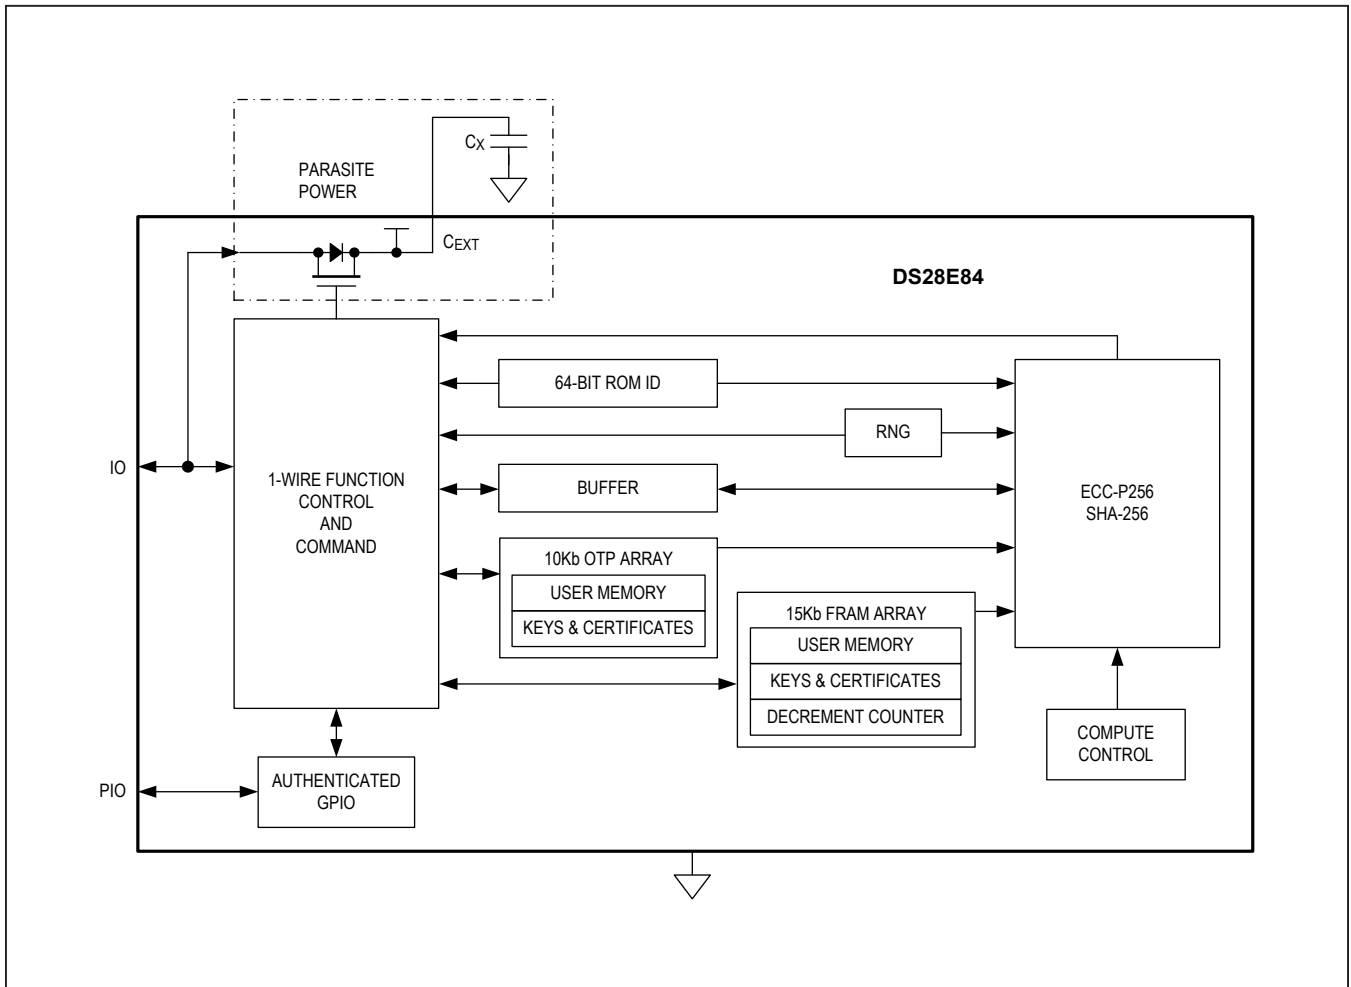 PARASITE
POWER
CX
CEXT
DS28E84
64-BIT ROM ID
RNG
IO
1-WIRE FUNCTION
CONTROL
AND
COMMAND
BUFFER
ECC-P256
SHA-256
10Kb OTP ARRAY
USER MEMORY
KEYS & CERTIFICATES
15Kb FRAM ARRAY
USER MEMORY
KEYS & CERTIFICATES
DECREMENT COUNTER
COMPUTE
CONTROL
PIO
AUTHENTICATED
GPIO